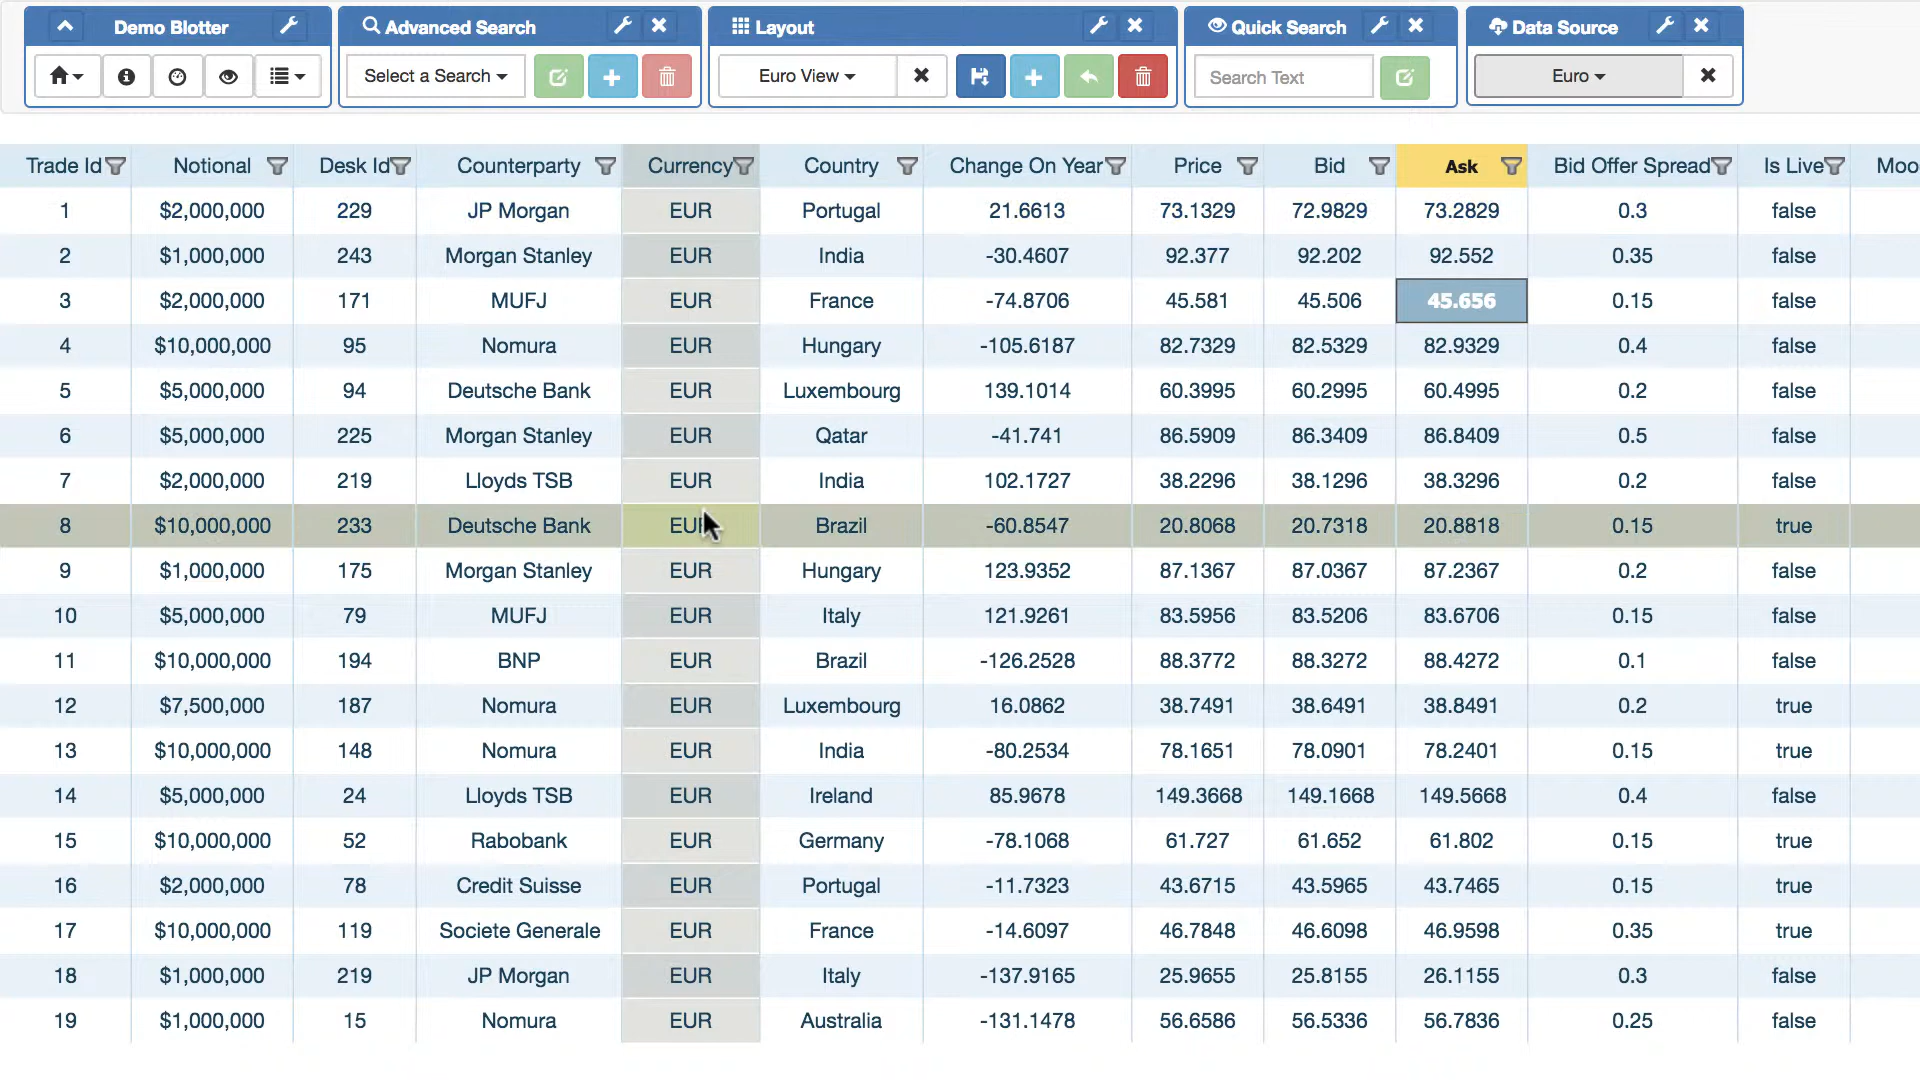 Demo Blotter Advanced Search Layout Quick Search Data Source
Select a Search Euro View Search Text Euro
Trade Id Notional Desk Id Counterparty Currency Country Change On Year Price Bid Ask Bid Offer Spread Is Live Moo
1 $2,000,000 229 JP Morgan EUR Portugal 21.6613 73.1329 72.9829 73.2829 0.3 false
2 $1,000,000 243 Morgan Stanley EUR India -30.4607 92.377 92.202 92.552 0.35 false
3 $2,000,000 171 MUFJ EUR France -74.8706 45.581 45.506 45.656 0.15 false
4 $10,000,000 95 Nomura EUR Hungary -105.6187 82.7329 82.5329 82.9329 0.4 false
5 $5,000,000 94 Deutsche Bank EUR Luxembourg 139.1014 60.3995 60.2995 60.4995 0.2 false
6 $5,000,000 225 Morgan Stanley EUR Qatar -41.741 86.5909 86.3409 86.8409 0.5 false
7 $2,000,000 219 Lloyds TSB EUR India 102.1727 38.2296 38.1296 38.3296 0.2 false
8 $10,000,000 233 Deutsche Bank EUR Brazil -60.8547 20.8068 20.7318 20.8818 0.15 true
9 $1,000,000 175 Morgan Stanley EUR Hungary 123.9352 87.1367 87.0367 87.2367 0.2 false
10 $5,000,000 79 MUFJ EUR Italy 121.9261 83.5956 83.5206 83.6706 0.15 false
11 $10,000,000 194 BNP EUR Brazil -126.2528 88.3772 88.3272 88.4272 0.1 false
12 $7,500,000 187 Nomura EUR Luxembourg 16.0862 38.7491 38.6491 38.8491 0.2 true
13 $10,000,000 148 Nomura EUR India -80.2534 78.1651 78.0901 78.2401 0.15 true
14 $5,000,000 24 Lloyds TSB EUR Ireland 85.9678 149.3668 149.1668 149.5668 0.4 false
15 $10,000,000 52 Rabobank EUR Germany -78.1068 61.727 61.652 61.802 0.15 true
16 $2,000,000 78 Credit Suisse EUR Portugal -11.7323 43.6715 43.5965 43.7465 0.15 true
17 $10,000,000 119 Societe Generale EUR France -14.6097 46.7848 46.6098 46.9598 0.35 true
18 $1,000,000 219 JP Morgan EUR Italy -137.9165 25.9655 25.8155 26.1155 0.3 false
19 $1,000,000 15 Nomura EUR Australia -131.1478 56.6586 56.5336 56.7836 0.25 false